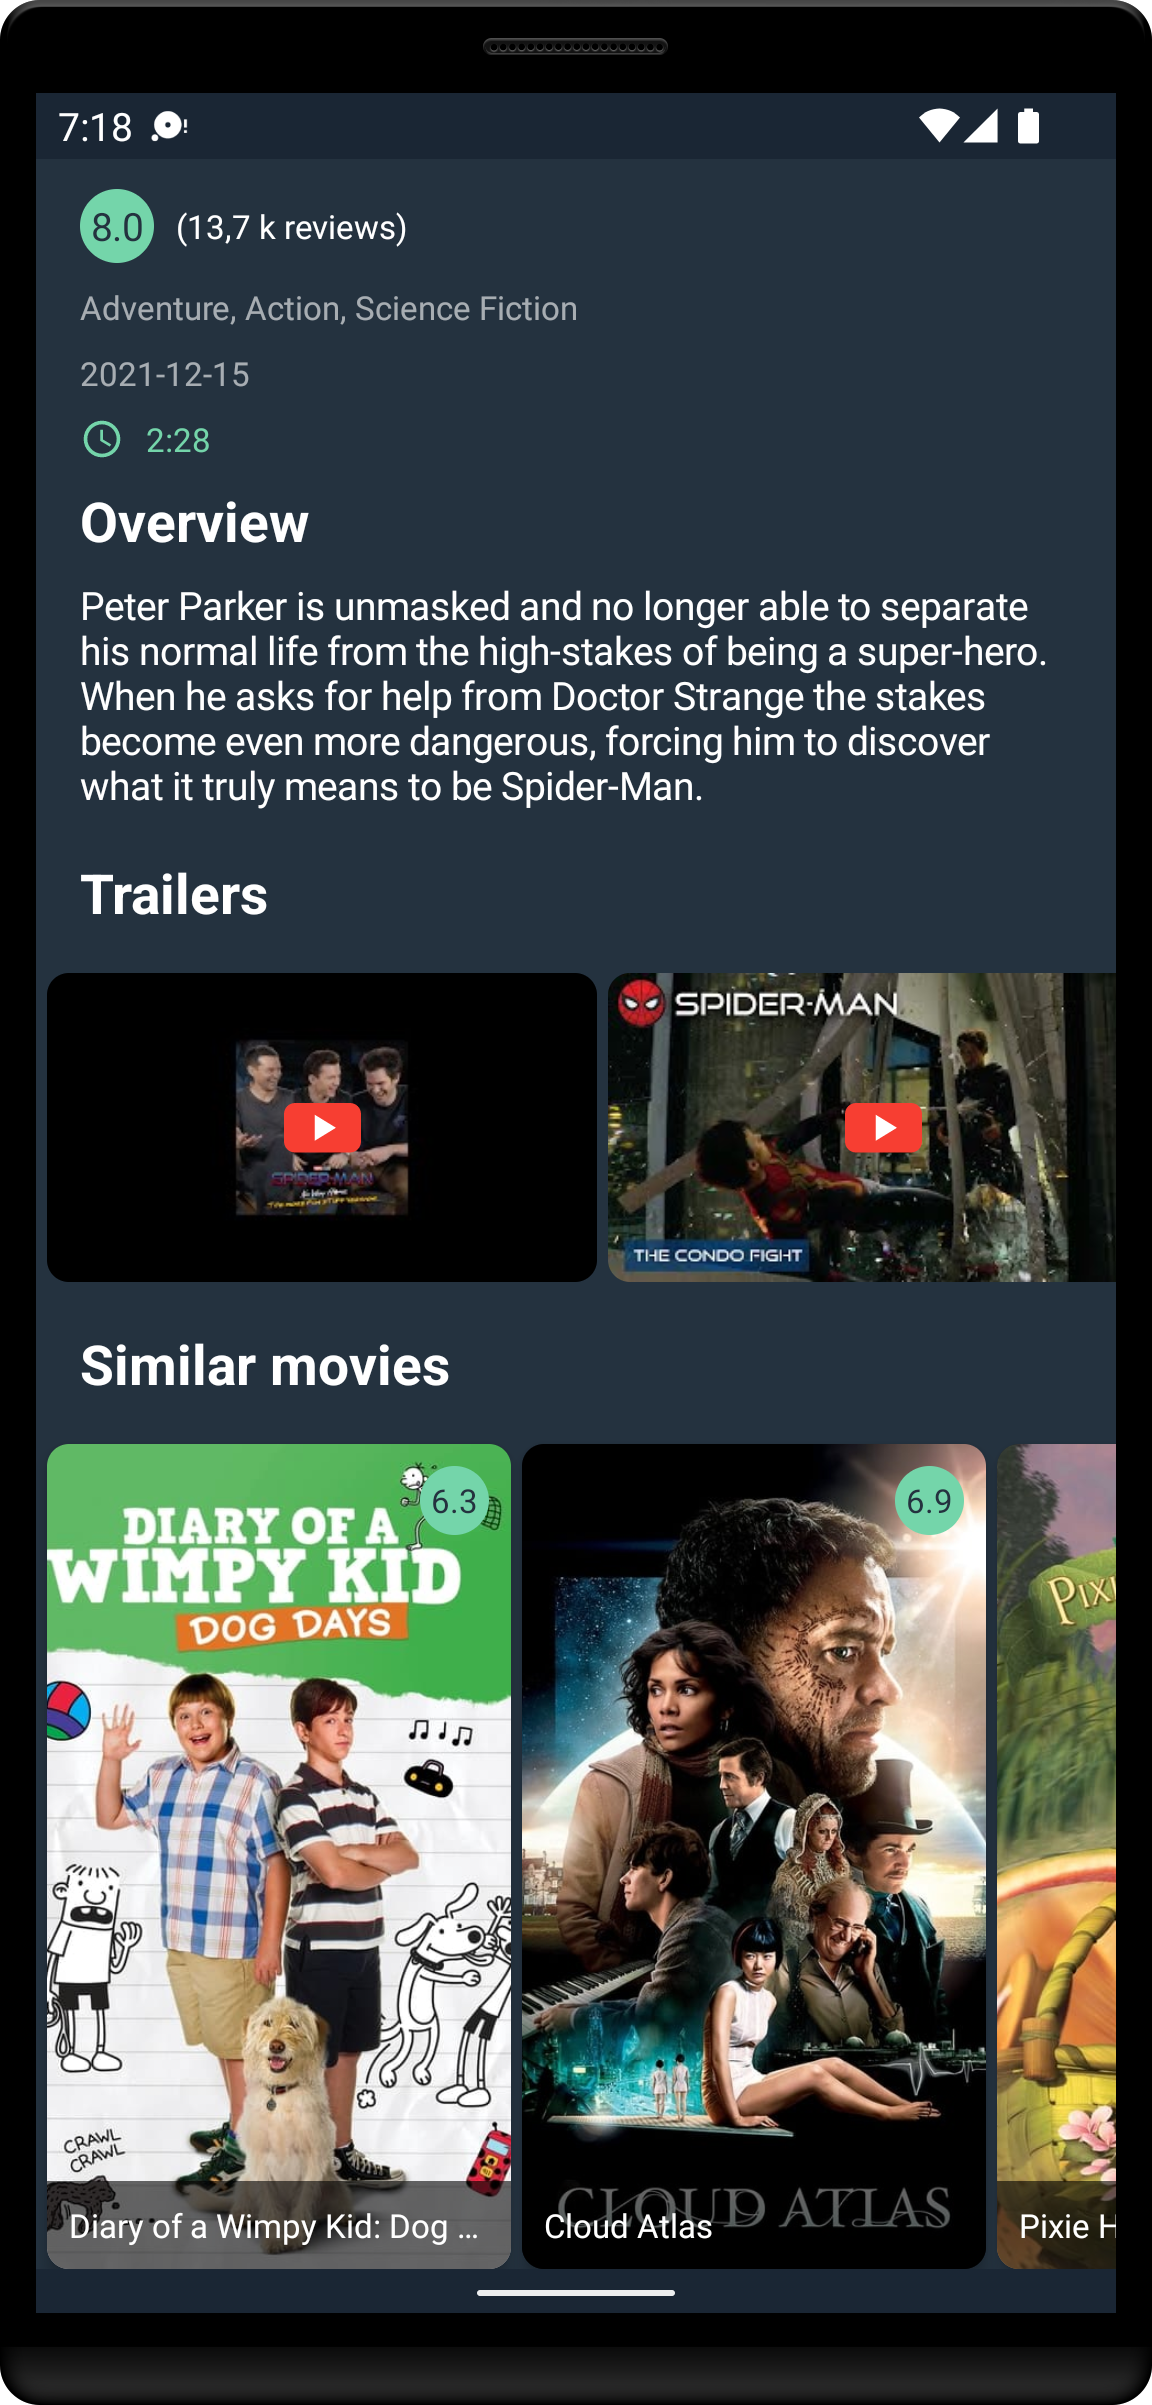 7:18
8.0 (13,7 k reviews)
Adventure, Action, Science Fiction
2021-12-15
2:28
Overview
Peter Parker is unmasked and no longer able to separate
his normal life from the high-stakes of being a super-hero.
When he asks for help from Doctor Strange the stakes
become even more dangerous, forcing him to discover
what it truly means to be Spider-Man.
Trailers
SPIDER-MAN
SPIDER-MAN
THE CONDO FIGHT
Similar movies
6.3
DIARY OF A
WIMPY KID
DOG DAYS
CRAWL
CRAWL
Diary of a Wimpy Kid: Dog ...
6.9
CLOUD ATLAS
Cloud Atlas
PIXI
Pixie H